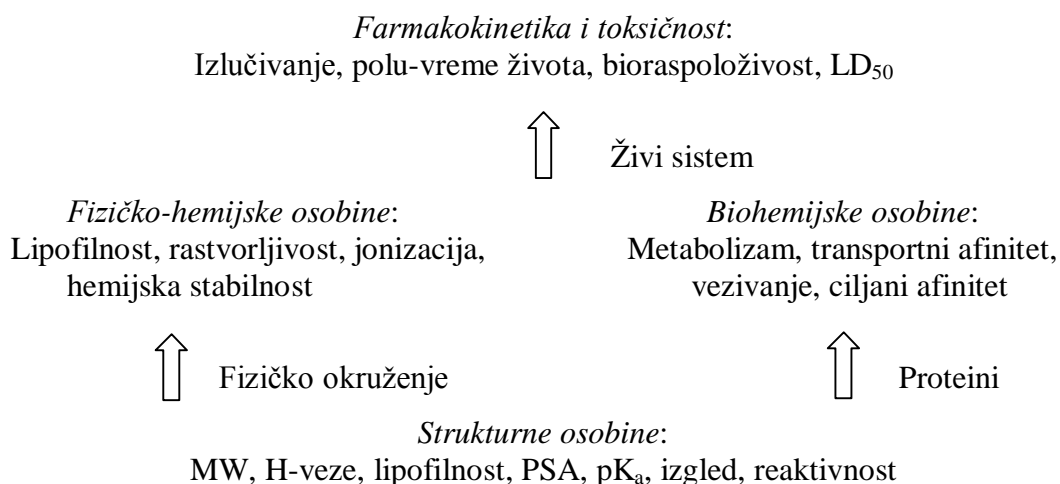 Farmakokinetika i toksičnost:
Izlučivanje, polu-vreme života, bioraspoloživost, LD₅₀
Živi sistem
Fizičko-hemijske osobine:
Lipofilnost, rastvorljivost, jonizacija,
hemijska stabilnost
Biohemijske osobine:
Metabolizam, transportni afinitet,
vezivanje, ciljani afinitet
Fizičko okruženje
Proteini
Strukturne osobine:
MW, H-veze, lipofilnost, PSA, pKₐ, izgled, reaktivnost